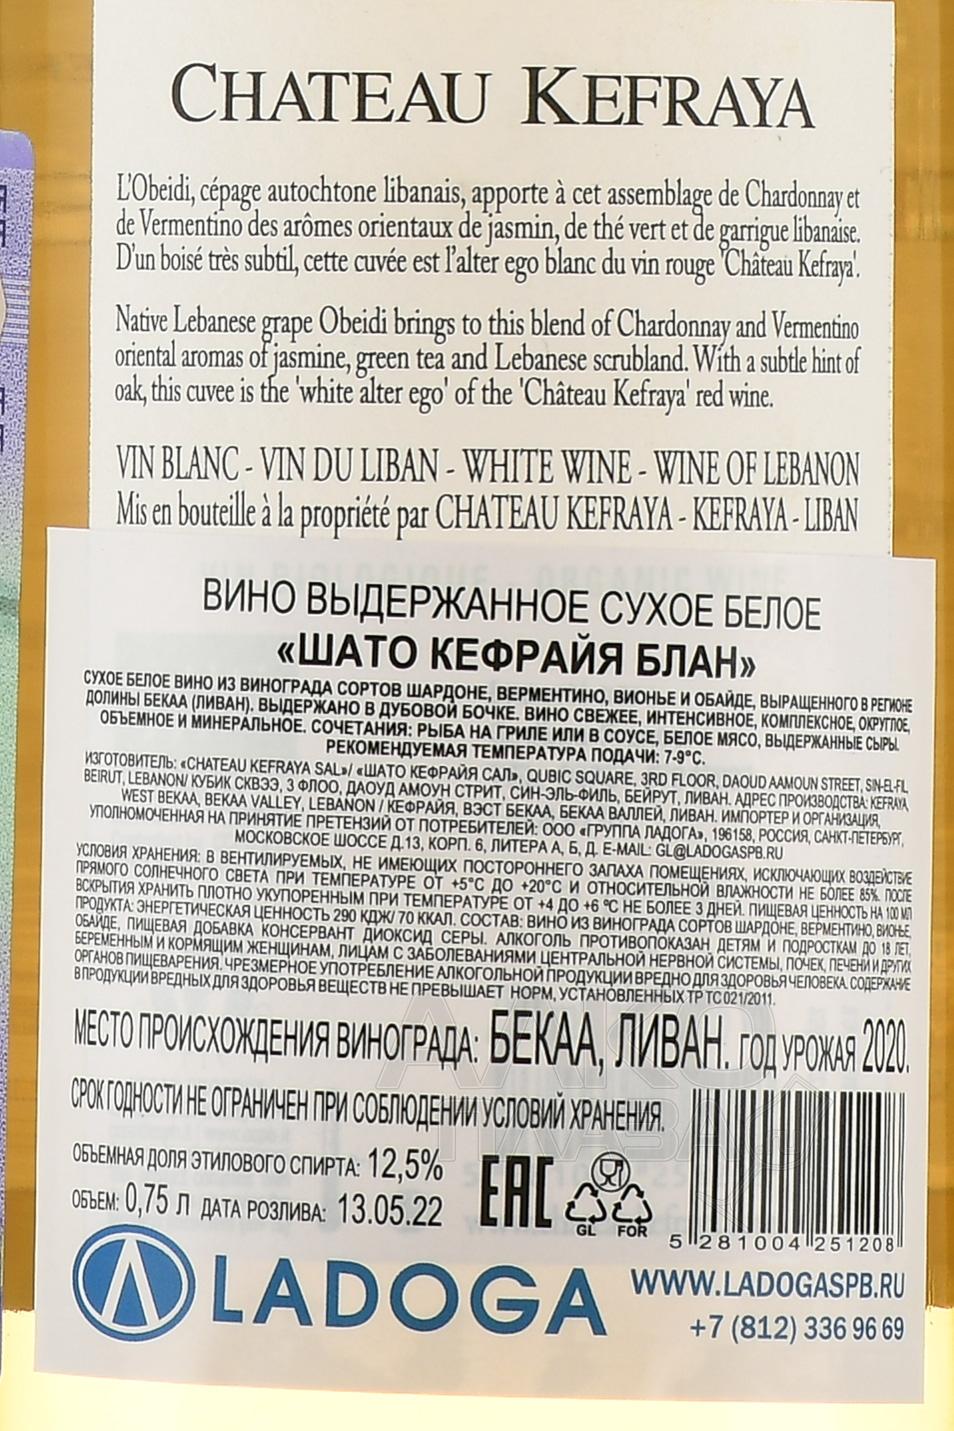 CHATEAU KEFRAYA
L'Obeidi, cépage autochtone libanais, apporte à cet assemblage de Chardonnay et
de Vermentino des arômes orientaux de jasmin, de thé vert et de garrigue libanaise.
D'un boisé très subtil, cette cuvée est l'alter ego blanc du vin rouge 'Château Kefraya'.
Native Lebanese grape Obeidi brings to this blend of Chardonnay and Vermentino
oriental aromas of jasmine, green tea and Lebanese scrubland. With a subtle hint of
oak, this cuvee is the 'white alter ego' of the 'Château Kefraya' red wine.
VIN BLANC - VIN DU LIBAN - WHITE WINE - WINE OF LEBANON
Mis en bouteille à la propriété par CHATEAU KEFRAYA - KEFRAYA - LIBAN
ВИНО ВЫДЕРЖАННОЕ СУХОЕ БЕЛОЕ
«ШАТО КЕФРАЙЯ БЛАН»
СУХОЕ БЕЛОЕ ВИНО ИЗ ВИНОГРАДА СОРТОВ ШАРДОНЕ, ВЕРМЕНТИНО, ВИОНЬЕ И ОБАЙДЕ, ВЫРАЩЕННОГО В РЕГИОНЕ
ДОЛИНЫ БЕКАА (ЛИВАН). ВЫДЕРЖАНО В ДУБОВОЙ БОЧКЕ. ВИНО СВЕЖЕЕ, ИНТЕНСИВНОЕ, КОМПЛЕКСНОЕ, ОКРУГЛОЕ,
ОБЪЕМНОЕ И МИНЕРАЛЬНОЕ. СОЧЕТАНИЯ: РЫБА НА ГРИЛЕ ИЛИ В СОУСЕ, БЕЛОЕ МЯСО, ВЫДЕРЖАННЫЕ СЫРЫ.
РЕКОМЕНДУЕМАЯ ТЕМПЕРАТУРА ПОДАЧИ: 7-9°С.
ИЗГОТОВИТЕЛЬ: «CHATEAU KEFRAYA SAL»/ «ШАТО КЕФРАЙЯ САЛ», QUBIC SQUARE, 3RD FLOOR, DAOUD AAMOUN STREET, SIN-EL-FIL,
BEIRUT, LEBANON/ КУБИК СКВЭЭ, 3 ФЛОО, ДАОУД АМОУН СТРИТ, СИН-ЭЛЬ-ФИЛЬ, БЕЙРУТ, ЛИВАН. АДРЕС ПРОИЗВОДСТВА: KEFRAYA,
WEST BEKAA, BEKAA VALLEY, LEBANON / КЕФРАЙЯ, ВЭСТ БЕКАА, БЕКАА ВАЛЛЕЙ, ЛИВАН. ИМПОРТЕР И ОРГАНИЗАЦИЯ,
УПОЛНОМОЧЕННАЯ НА ПРИНЯТИЕ ПРЕТЕНЗИЙ ОТ ПОТРЕБИТЕЛЕЙ: ООО «ГРУППА ЛАДОГА», 196158, РОССИЯ, САНКТ-ПЕТЕРБУРГ,
МОСКОВСКОЕ ШОССЕ Д.13, КОРП. 6, ЛИТЕРА А, Б, Д. E-MAIL: GL@LADOGASPB.RU
УСЛОВИЯ ХРАНЕНИЯ: В ВЕНТИЛИРУЕМЫХ, НЕ ИМЕЮЩИХ ПОСТОРОННЕГО ЗАПАХА ПОМЕЩЕНИЯХ, ИСКЛЮЧАЮЩИХ ВОЗДЕЙСТВИЕ
ПРЯМОГО СОЛНЕЧНОГО СВЕТА ПРИ ТЕМПЕРАТУРЕ ОТ +5°С ДО +20°С И ОТНОСИТЕЛЬНОЙ ВЛАЖНОСТИ НЕ БОЛЕЕ 85%. ПОСЛЕ
ВСКРЫТИЯ ХРАНИТЬ ПЛОТНО УКУПОРЕННЫМ ПРИ ТЕМПЕРАТУРЕ ОТ +4 ДО +6 °С НЕ БОЛЕЕ 3 ДНЕЙ. ПИЩЕВАЯ ЦЕННОСТЬ НА 100 МЛ
ПРОДУКТА: ЭНЕРГЕТИЧЕСКАЯ ЦЕННОСТЬ 290 КДЖ/ 70 ККАЛ. СОСТАВ: ВИНО ИЗ ВИНОГРАДА СОРТОВ ШАРДОНЕ, ВЕРМЕНТИНО, ВИОНЬЕ,
ОБАЙДЕ, ПИЩЕВАЯ ДОБАВКА КОНСЕРВАНТ ДИОКСИД СЕРЫ. АЛКОГОЛЬ ПРОТИВОПОКАЗАН ДЕТЯМ И ПОДРОСТКАМ ДО 18 ЛЕТ,
БЕРЕМЕННЫМ И КОРМЯЩИМ ЖЕНЩИНАМ, ЛИЦАМ С ЗАБОЛЕВАНИЯМИ ЦЕНТРАЛЬНОЙ НЕРВНОЙ СИСТЕМЫ, ПОЧЕК, ПЕЧЕНИ И ДРУГИХ
ОРГАНОВ ПИЩЕВАРЕНИЯ. ЧРЕЗМЕРНОЕ УПОТРЕБЛЕНИЕ АЛКОГОЛЬНОЙ ПРОДУКЦИИ ВРЕДНО ДЛЯ ЗДОРОВЬЯ ЧЕЛОВЕКА. СОДЕРЖАНИЕ
В ПРОДУКЦИИ ВРЕДНЫХ ДЛЯ ЗДОРОВЬЯ ВЕЩЕСТВ НЕ ПРЕВЫШАЕТ НОРМ, УСТАНОВЛЕННЫХ ТР ТС 021/2011.
МЕСТО ПРОИСХОЖДЕНИЯ ВИНОГРАДА: БЕКАА, ЛИВАН. ГОД УРОЖАЯ 2020.
СРОК ГОДНОСТИ НЕ ОГРАНИЧЕН ПРИ СОБЛЮДЕНИИ УСЛОВИЙ ХРАНЕНИЯ.
ОБЪЕМНАЯ ДОЛЯ ЭТИЛОВОГО СПИРТА: 12,5%
ОБЪЕМ: 0,75 Л ДАТА РОЗЛИВА: 13.05.22
EAC
GL FOR
5 281004 251208
LADOGA
WWW.LADOGASPB.RU
+7 (812) 336 96 69